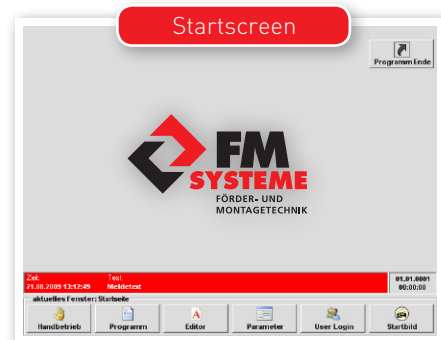 Startscreen
Programm Ende
FM
SYSTEME
FÖRDER- UND
MONTAGETECHNIK
Zeit: Text:
21.08.2009 13:12:49 Meldetext
01.01.0001
00:00:00
aktuelles Fenster: Startseite
Handbetrieb Programm Editor Parameter User Login Startbild